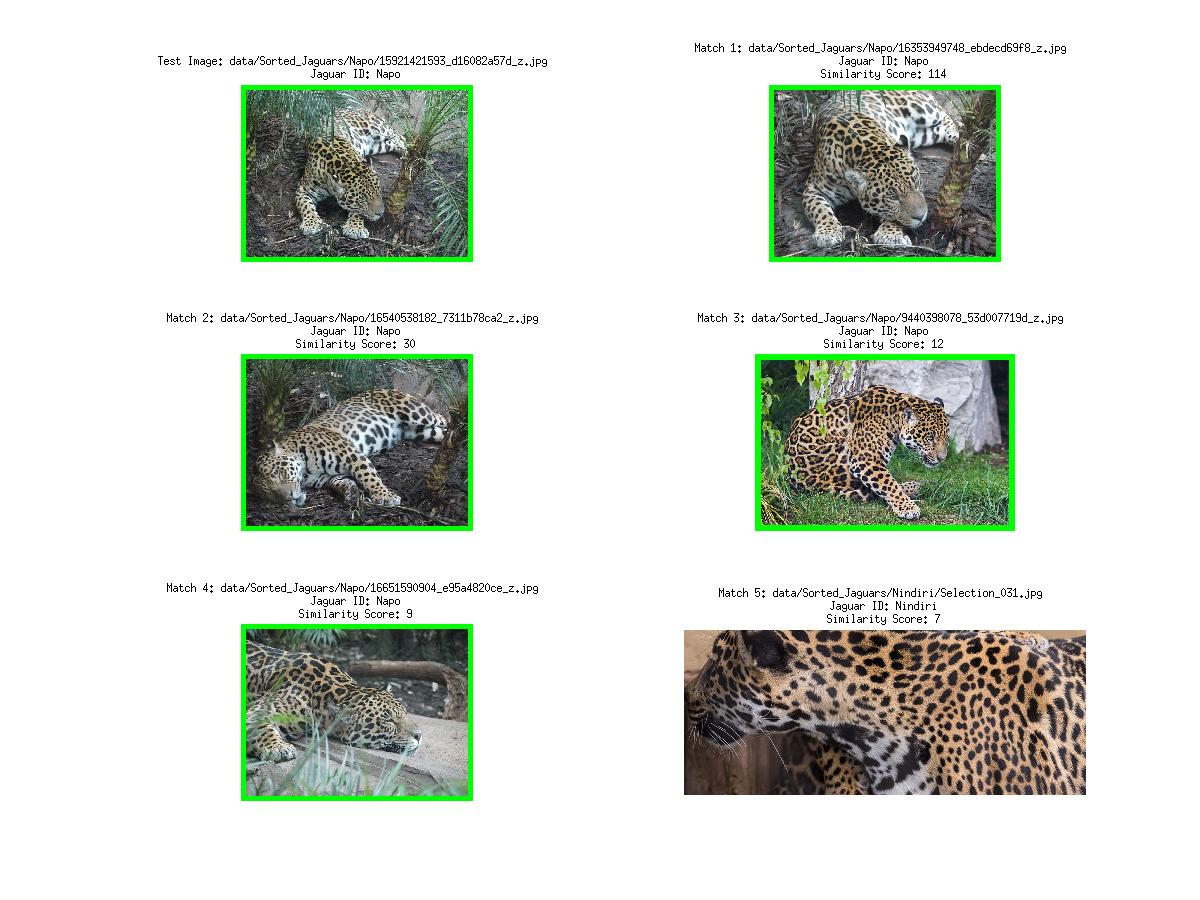 Test Image: data/Sorted_Jaguars/Napo/15921421593_d16082a57d_z.jpg
Jaguar ID: Napo
Match 1: data/Sorted_Jaguars/Napo/16353949748_ebdecd69f8_z.jpg
Jaguar ID: Napo
Similarity Score: 114
Match 2: data/Sorted_Jaguars/Napo/16540538182_7311b78ca2_z.jpg
Jaguar ID: Napo
Similarity Score: 30
Match 3: data/Sorted_Jaguars/Napo/9440398078_53d007719d_z.jpg
Jaguar ID: Napo
Similarity Score: 12
Match 4: data/Sorted_Jaguars/Napo/16651590904_e95a4820ce_z.jpg
Jaguar ID: Napo
Similarity Score: 9
Match 5: data/Sorted_Jaguars/Nindiri/Selection_031.jpg
Jaguar ID: Nindiri
Similarity Score: 7